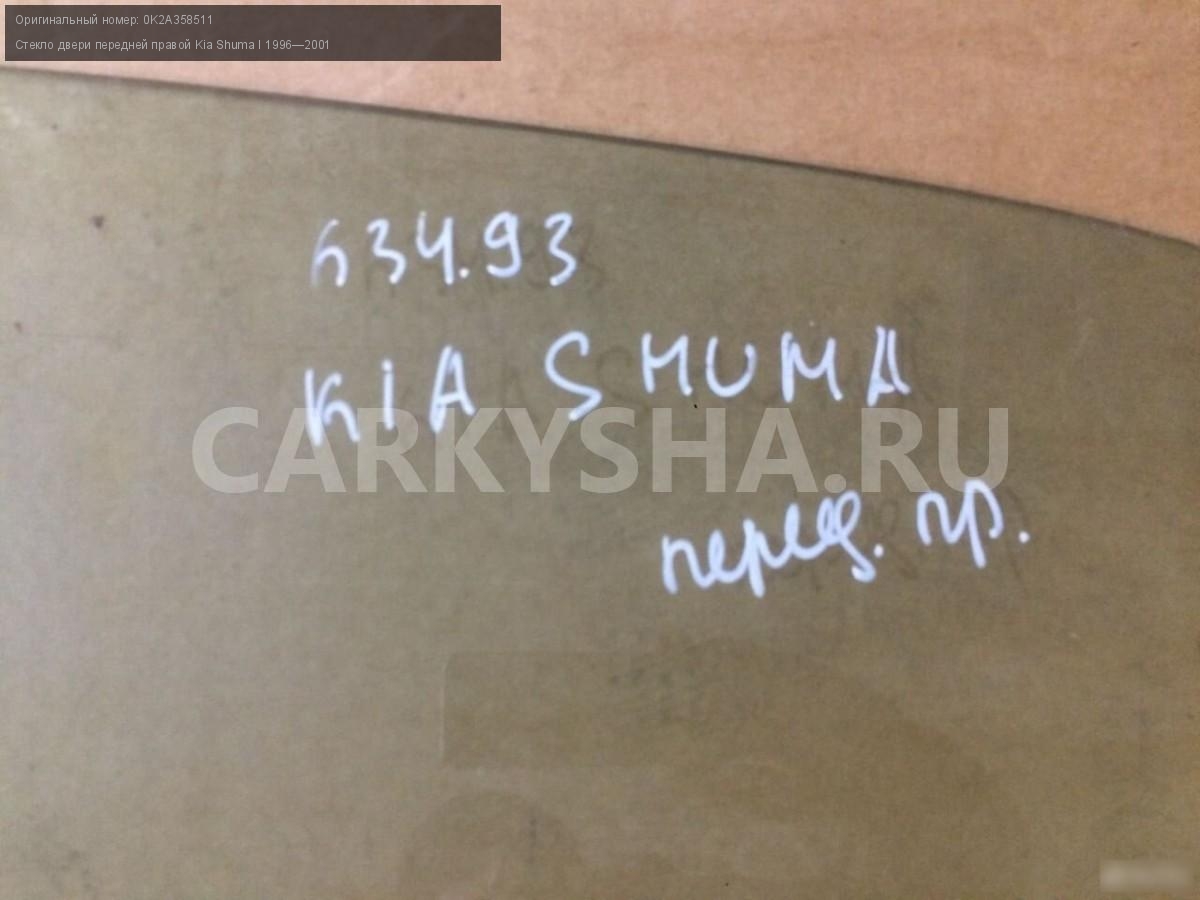 Оригинальный номер: 0K2A358511
Стекло двери передней правой Kia Shuma I 1996—2001
634.93
KIA SHUMA
CARKYSHA.RU
перед. пр.